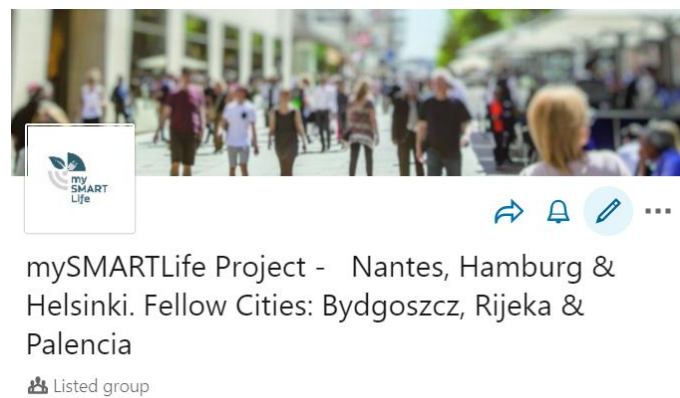 my
SMART
Life
mySMARTLife Project - Nantes, Hamburg &
Helsinki. Fellow Cities: Bydgoszcz, Rijeka &
Palencia
Listed group